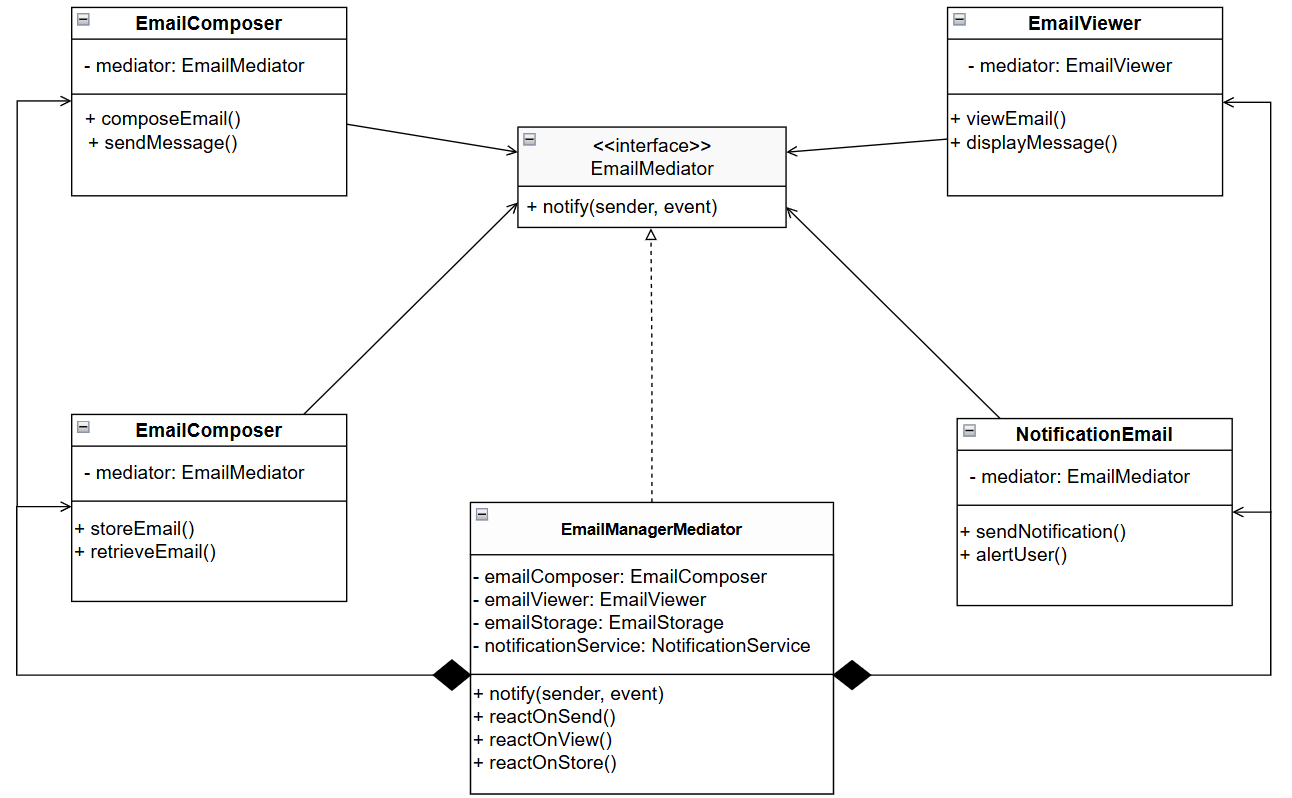 EmailComposer
- mediator: EmailMediator
+ composeEmail()
+ sendMessage()
EmailViewer
- mediator: EmailViewer
+ viewEmail()
+ displayMessage()
<<interface>>
EmailMediator
+ notify(sender, event)
EmailComposer
- mediator: EmailMediator
+ storeEmail()
+ retrieveEmail()
NotificationEmail
- mediator: EmailMediator
+ sendNotification()
+ alertUser()
EmailManagerMediator
- emailComposer: EmailComposer
- emailViewer: EmailViewer
- emailStorage: EmailStorage
- notificationService: NotificationService
+ notify(sender, event)
+ reactOnSend()
+ reactOnView()
+ reactOnStore()